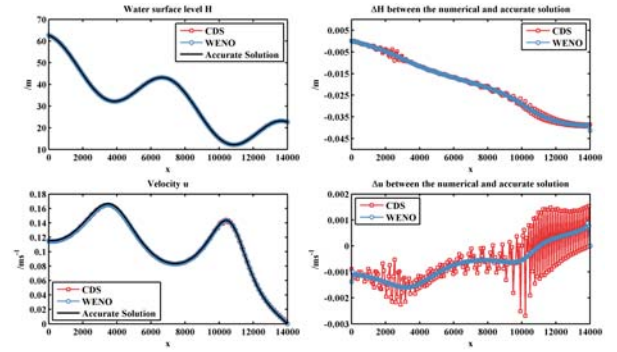 Water surface level H
70
60
50
40
30
20
10
/m
CDS
WENO
Accurate Solution
0 2000 4000 6000 8000 10000 12000 14000
x
ΔH between the numerical and accurate solution
0,005
-0,005
-0,015
-0,025
-0,035
-0,045
/m
CDS
WENO
0 2000 4000 6000 8000 10000 12000 14000
x
Velocity u
0.18
0.16
0.14
0.12
0.1
0.08
0.06
0.04
0.02
0
/ms⁻¹
CDS
WENO
Accurate Solution
0 2000 4000 6000 8000 10000 12000 14000
x
Δu between the numerical and accurate solution
0,002
0,001
0
-0,001
-0,002
-0,003
/ms⁻¹
CDS
WENO
0 2000 4000 6000 8000 10000 12000 14000
x